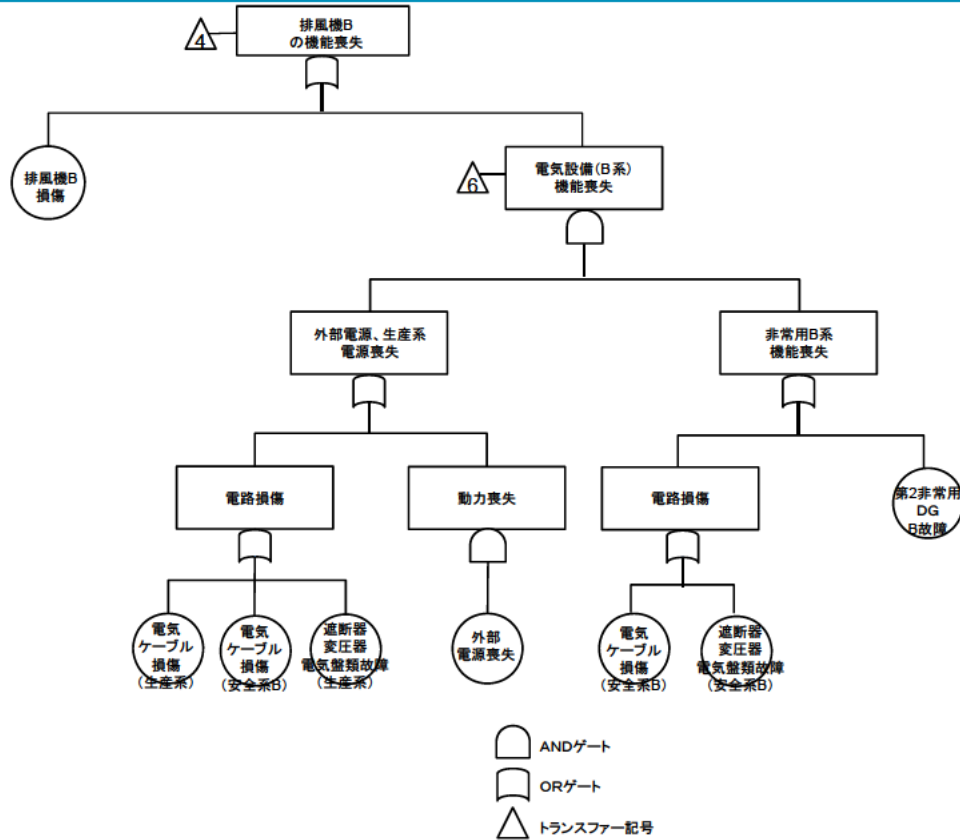 排風機B
の機能喪失
4
排風機B
損傷
電気設備(B系)
機能喪失
6
外部電源、生産系
電源喪失
非常用B系
機能喪失
電路損傷
動力喪失
電路損傷
第2非常用
DG
B故障
電気
ケーブル
損傷
(生産系)
電気
ケーブル
損傷
(安全系B)
遮断器
変圧器
電気盤類故障
(生産系)
外部
電源喪失
電気
ケーブル
損傷
(安全系B)
遮断器
変圧器
電気盤類故障
(安全系B)
ANDゲート
ORゲート
トランスファー記号